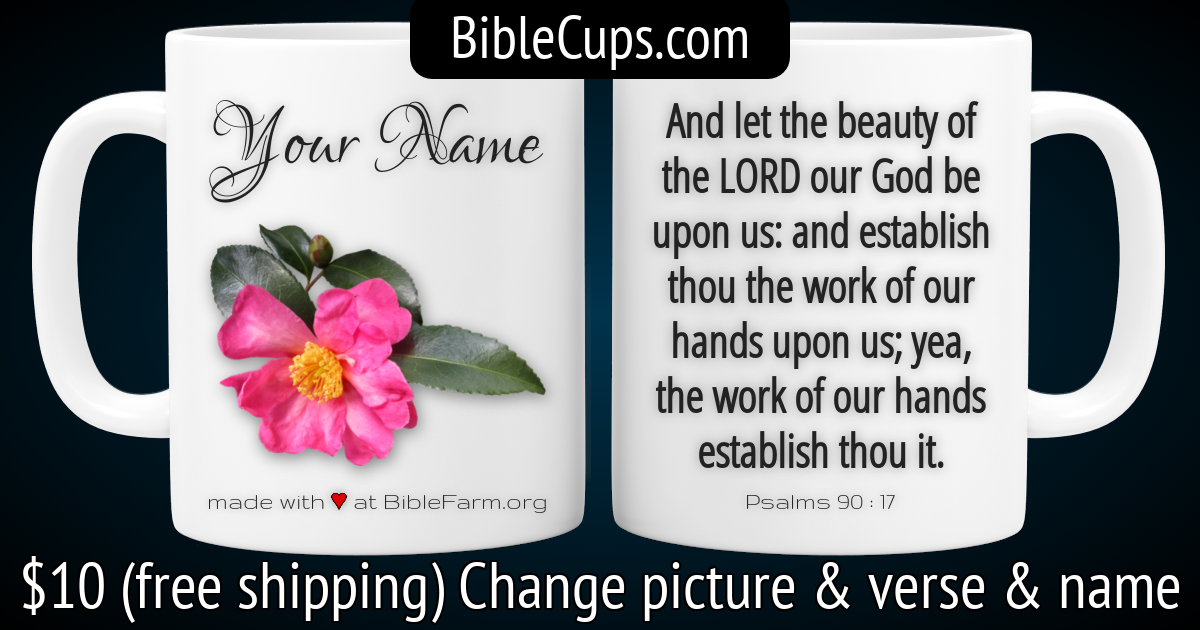 BibleCups.com
Your Name
made with ♥ at BibleFarm.org
And let the beauty of
the LORD our God be
upon us: and establish
thou the work of our
hands upon us; yea,
the work of our hands
establish thou it.
Psalms 90 : 17
$10 (free shipping) Change picture & verse & name